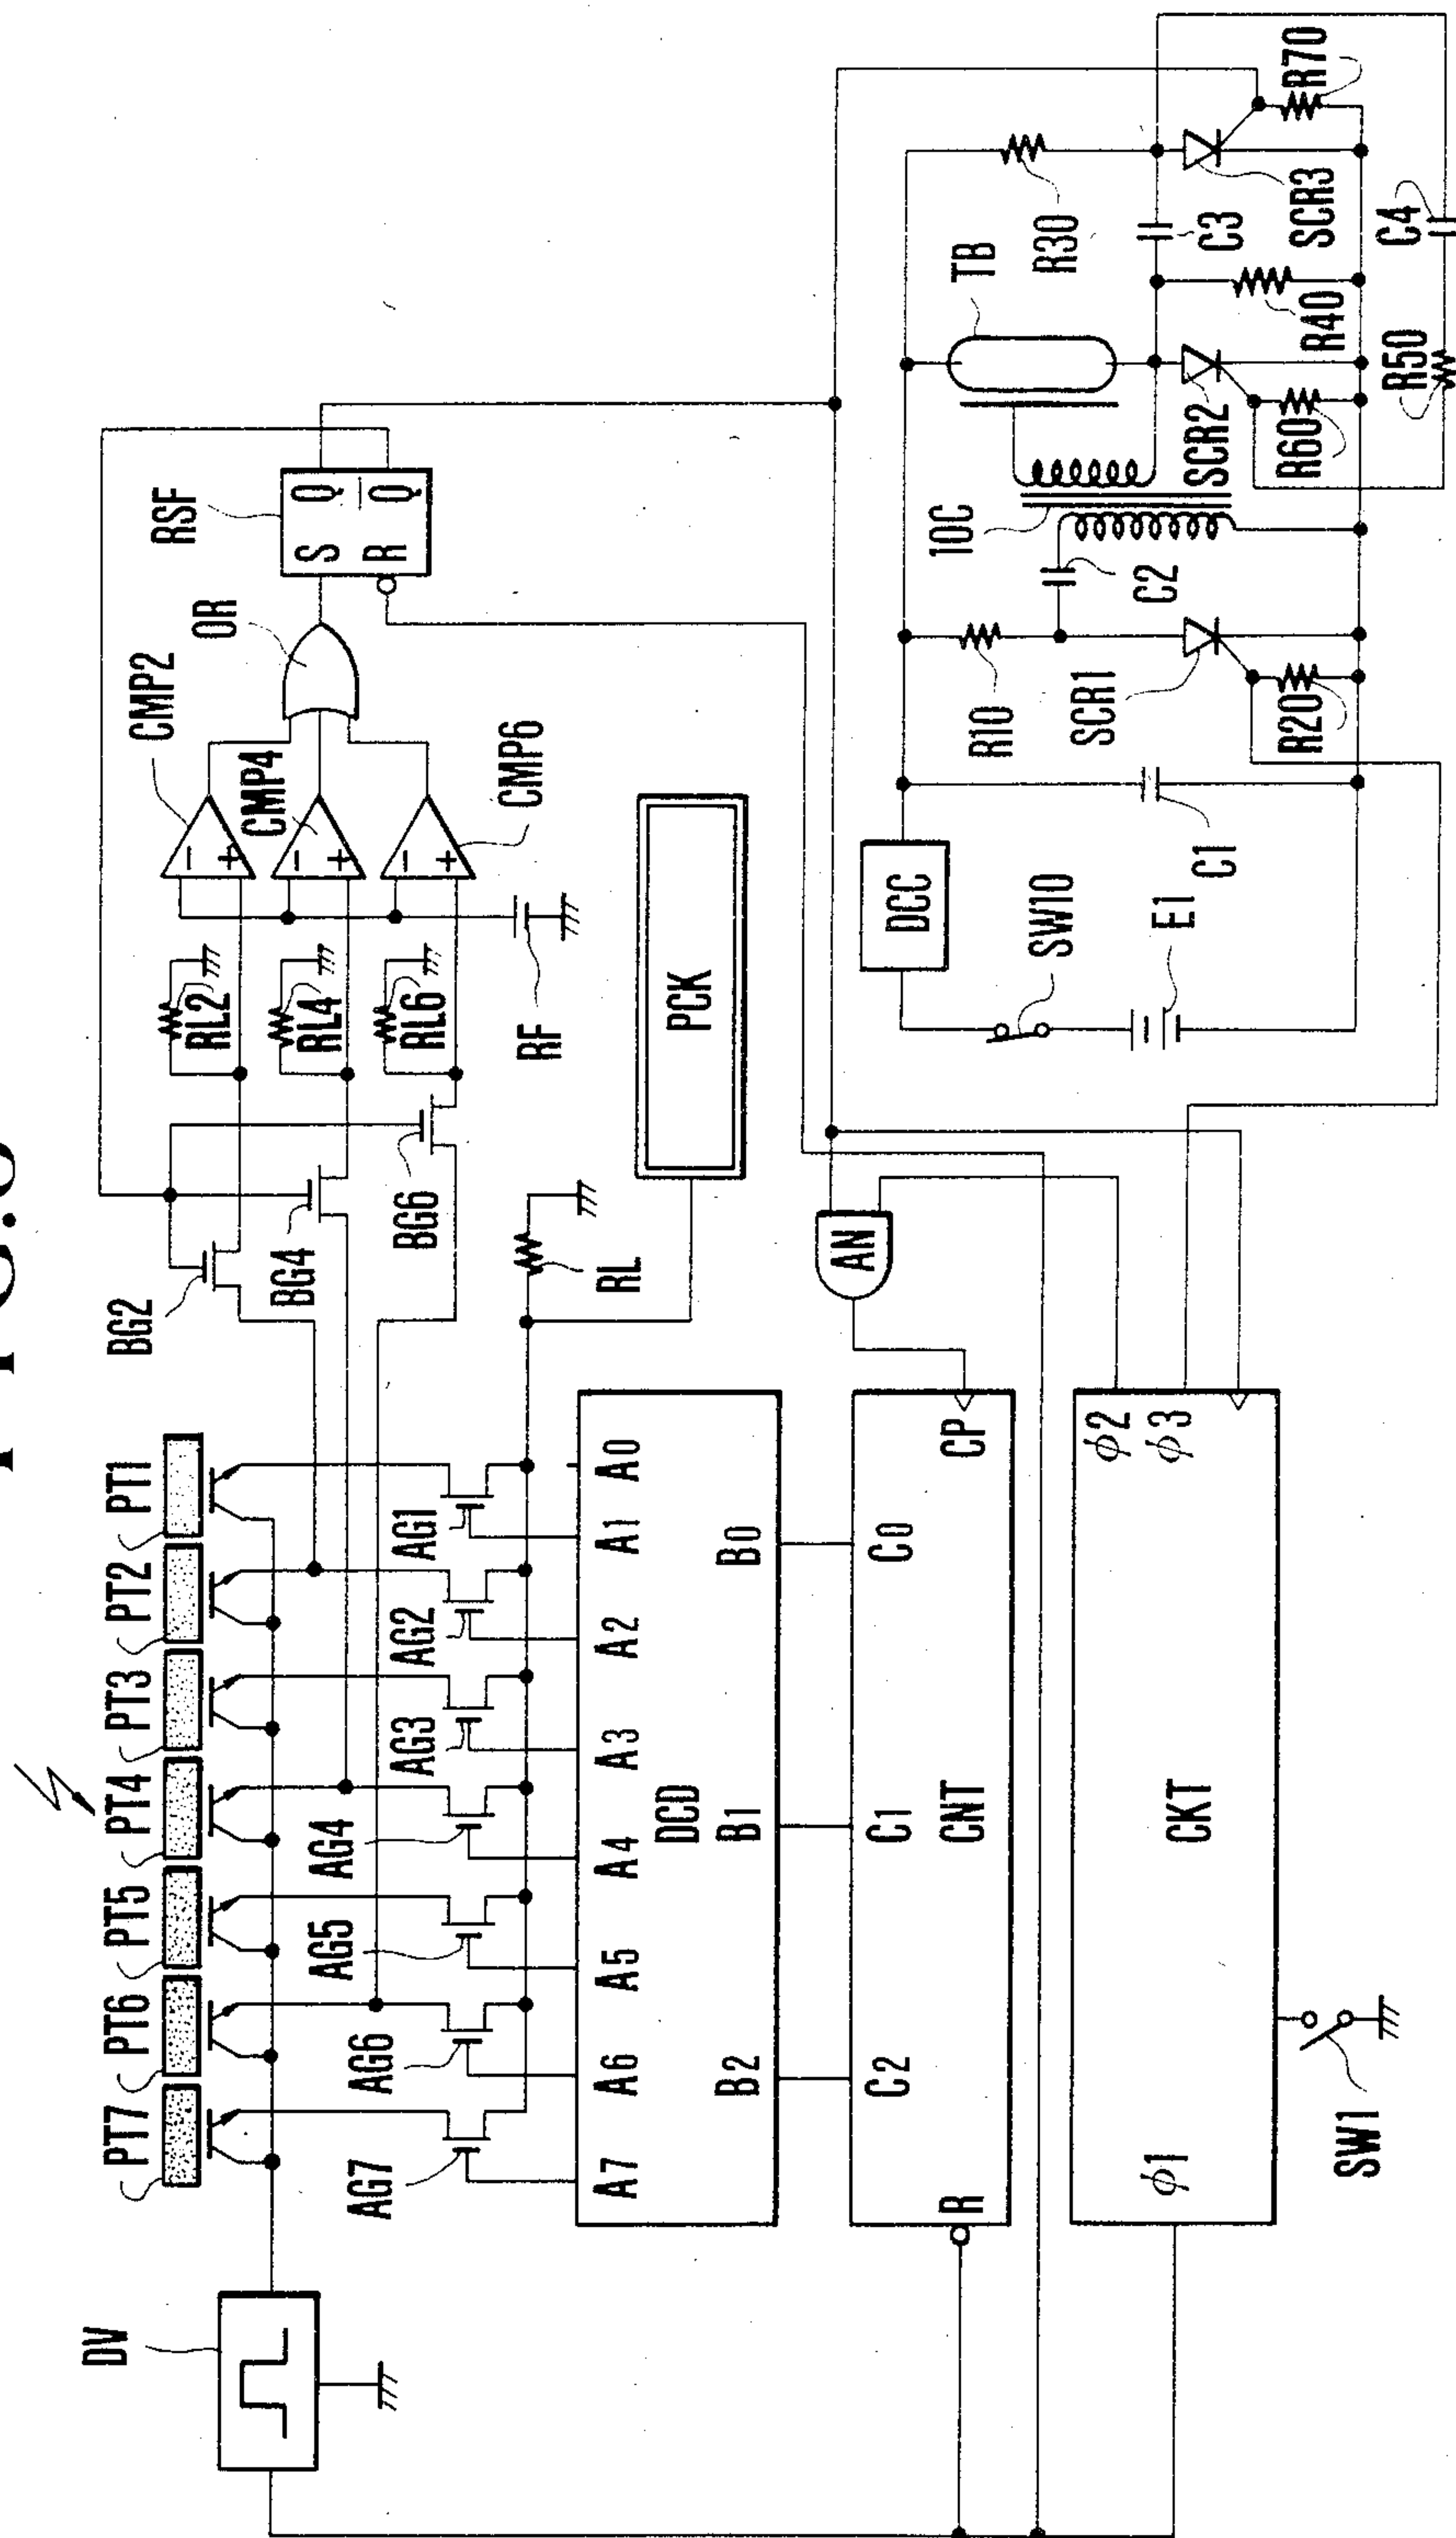 DV
PT7
PT6
PT5
PT4
PT3
PT2
PT1
AG7
AG6
AG5
AG4
AG3
AG2
AG1
BG2
BG4
BG6
RL2
RL4
RL6
RF
CMP2
CMP4
CMP6
OR
RSF
S
R
Q
Q
RL
PCK
A7
A6
A5
A4
A3
A2
A1
A0
DCD
B2
B1
B0
C2
C1
C0
CNT
R
CP
CKT
φ1
φ2
φ3
SW1
AN
DCC
SW10
E1
C1
R10
SCR1
R20
C2
10C
TB
SCR2
R60
R30
C3
R40
R50
SCR3
R70
C4